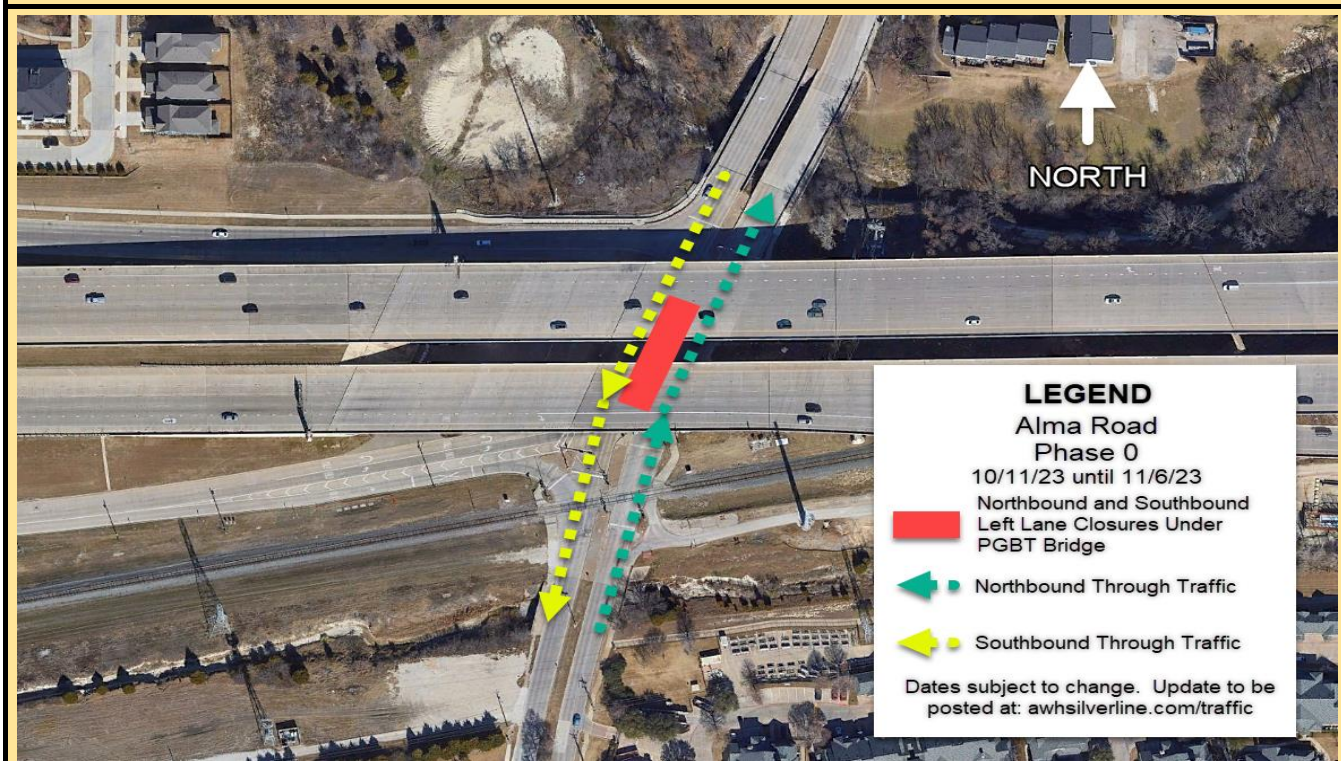 NORTH
LEGEND
Alma Road
Phase 0
10/11/23 until 11/6/23
Northbound and Southbound
Left Lane Closures Under
PGBT Bridge
Northbound Through Traffic
Southbound Through Traffic
Dates subject to change. Update to be
posted at: awhsilverline.com/traffic